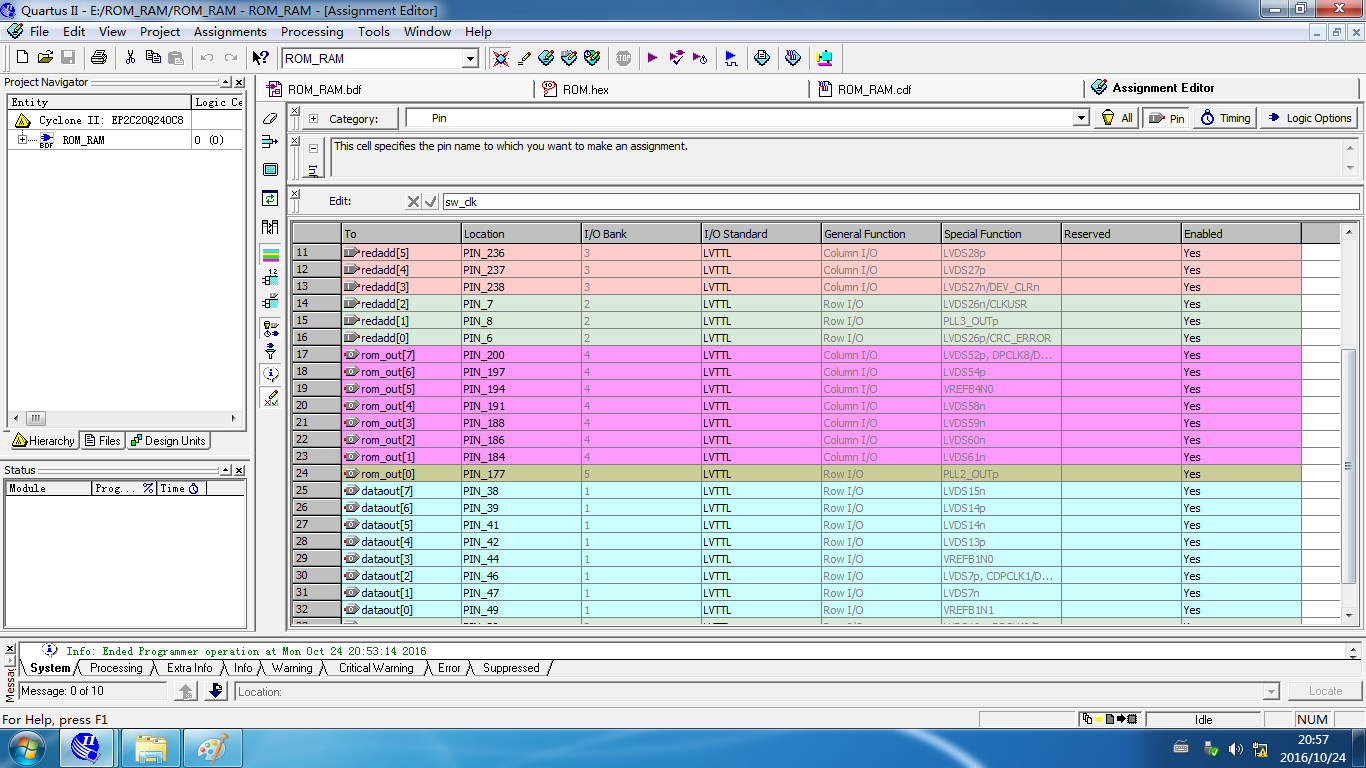 Quartus II - E:/ROM_RAM/ROM_RAM - ROM_RAM - [Assignment Editor]
File Edit View Project Assignments Processing Tools Window Help
ROM_RAM
Project Navigator
ROM_RAM.bdf ROM.hex ROM_RAM.cdf Assignment Editor
Entity Logic Ce
Cyclone II: EP2C20Q240C8
ROM_RAM 0 (0)
Category: Pin All Pin Timing Logic Options
This cell specifies the pin name to which you want to make an assignment.
Edit: sw_clk
To Location I/O Bank I/O Standard General Function Special Function Reserved Enabled
11 redadd[5] PIN_236 3 LVTTL Column I/O LVDS28p Yes
12 redadd[4] PIN_237 3 LVTTL Column I/O LVDS27p Yes
13 redadd[3] PIN_238 3 LVTTL Column I/O LVDS27n/DEV_CLRn Yes
14 redadd[2] PIN_7 2 LVTTL Row I/O LVDS26n/CLKUSR Yes
15 redadd[1] PIN_8 2 LVTTL Row I/O PLL3_OUTp Yes
16 redadd[0] PIN_6 2 LVTTL Row I/O LVDS26p/CRC_ERROR Yes
17 rom_out[7] PIN_200 4 LVTTL Column I/O LVDS52p, DPCLK8/D... Yes
18 rom_out[6] PIN_197 4 LVTTL Column I/O LVDS54p Yes
19 rom_out[5] PIN_194 4 LVTTL Column I/O VREFB4N0 Yes
20 rom_out[4] PIN_191 4 LVTTL Column I/O LVDS58n Yes
21 rom_out[3] PIN_188 4 LVTTL Column I/O LVDS59n Yes
22 rom_out[2] PIN_186 4 LVTTL Column I/O LVDS60n Yes
23 rom_out[1] PIN_184 4 LVTTL Column I/O LVDS61n Yes
24 rom_out[0] PIN_177 5 LVTTL Row I/O PLL2_OUTp Yes
25 dataout[7] PIN_38 1 LVTTL Row I/O LVDS15n Yes
26 dataout[6] PIN_39 1 LVTTL Row I/O LVDS14p Yes
27 dataout[5] PIN_41 1 LVTTL Row I/O LVDS14n Yes
28 dataout[4] PIN_42 1 LVTTL Row I/O LVDS13p Yes
29 dataout[3] PIN_44 1 LVTTL Row I/O VREFB1N0 Yes
30 dataout[2] PIN_46 1 LVTTL Row I/O LVDS7p, CDPCLK1/D... Yes
31 dataout[1] PIN_47 1 LVTTL Row I/O LVDS7n Yes
32 dataout[0] PIN_49 1 LVTTL Row I/O VREFB1N1 Yes
Hierarchy Files Design Units
Status
Module Prog... % Time
Info: Ended Programmer operation at Mon Oct 24 20:53:14 2016
System Processing Extra Info Info Warning Critical Warning Error Suppressed
Messa
Message: 0 of 10 Location: Locate
For Help, press F1 Idle NUM
20:57
2016/10/24